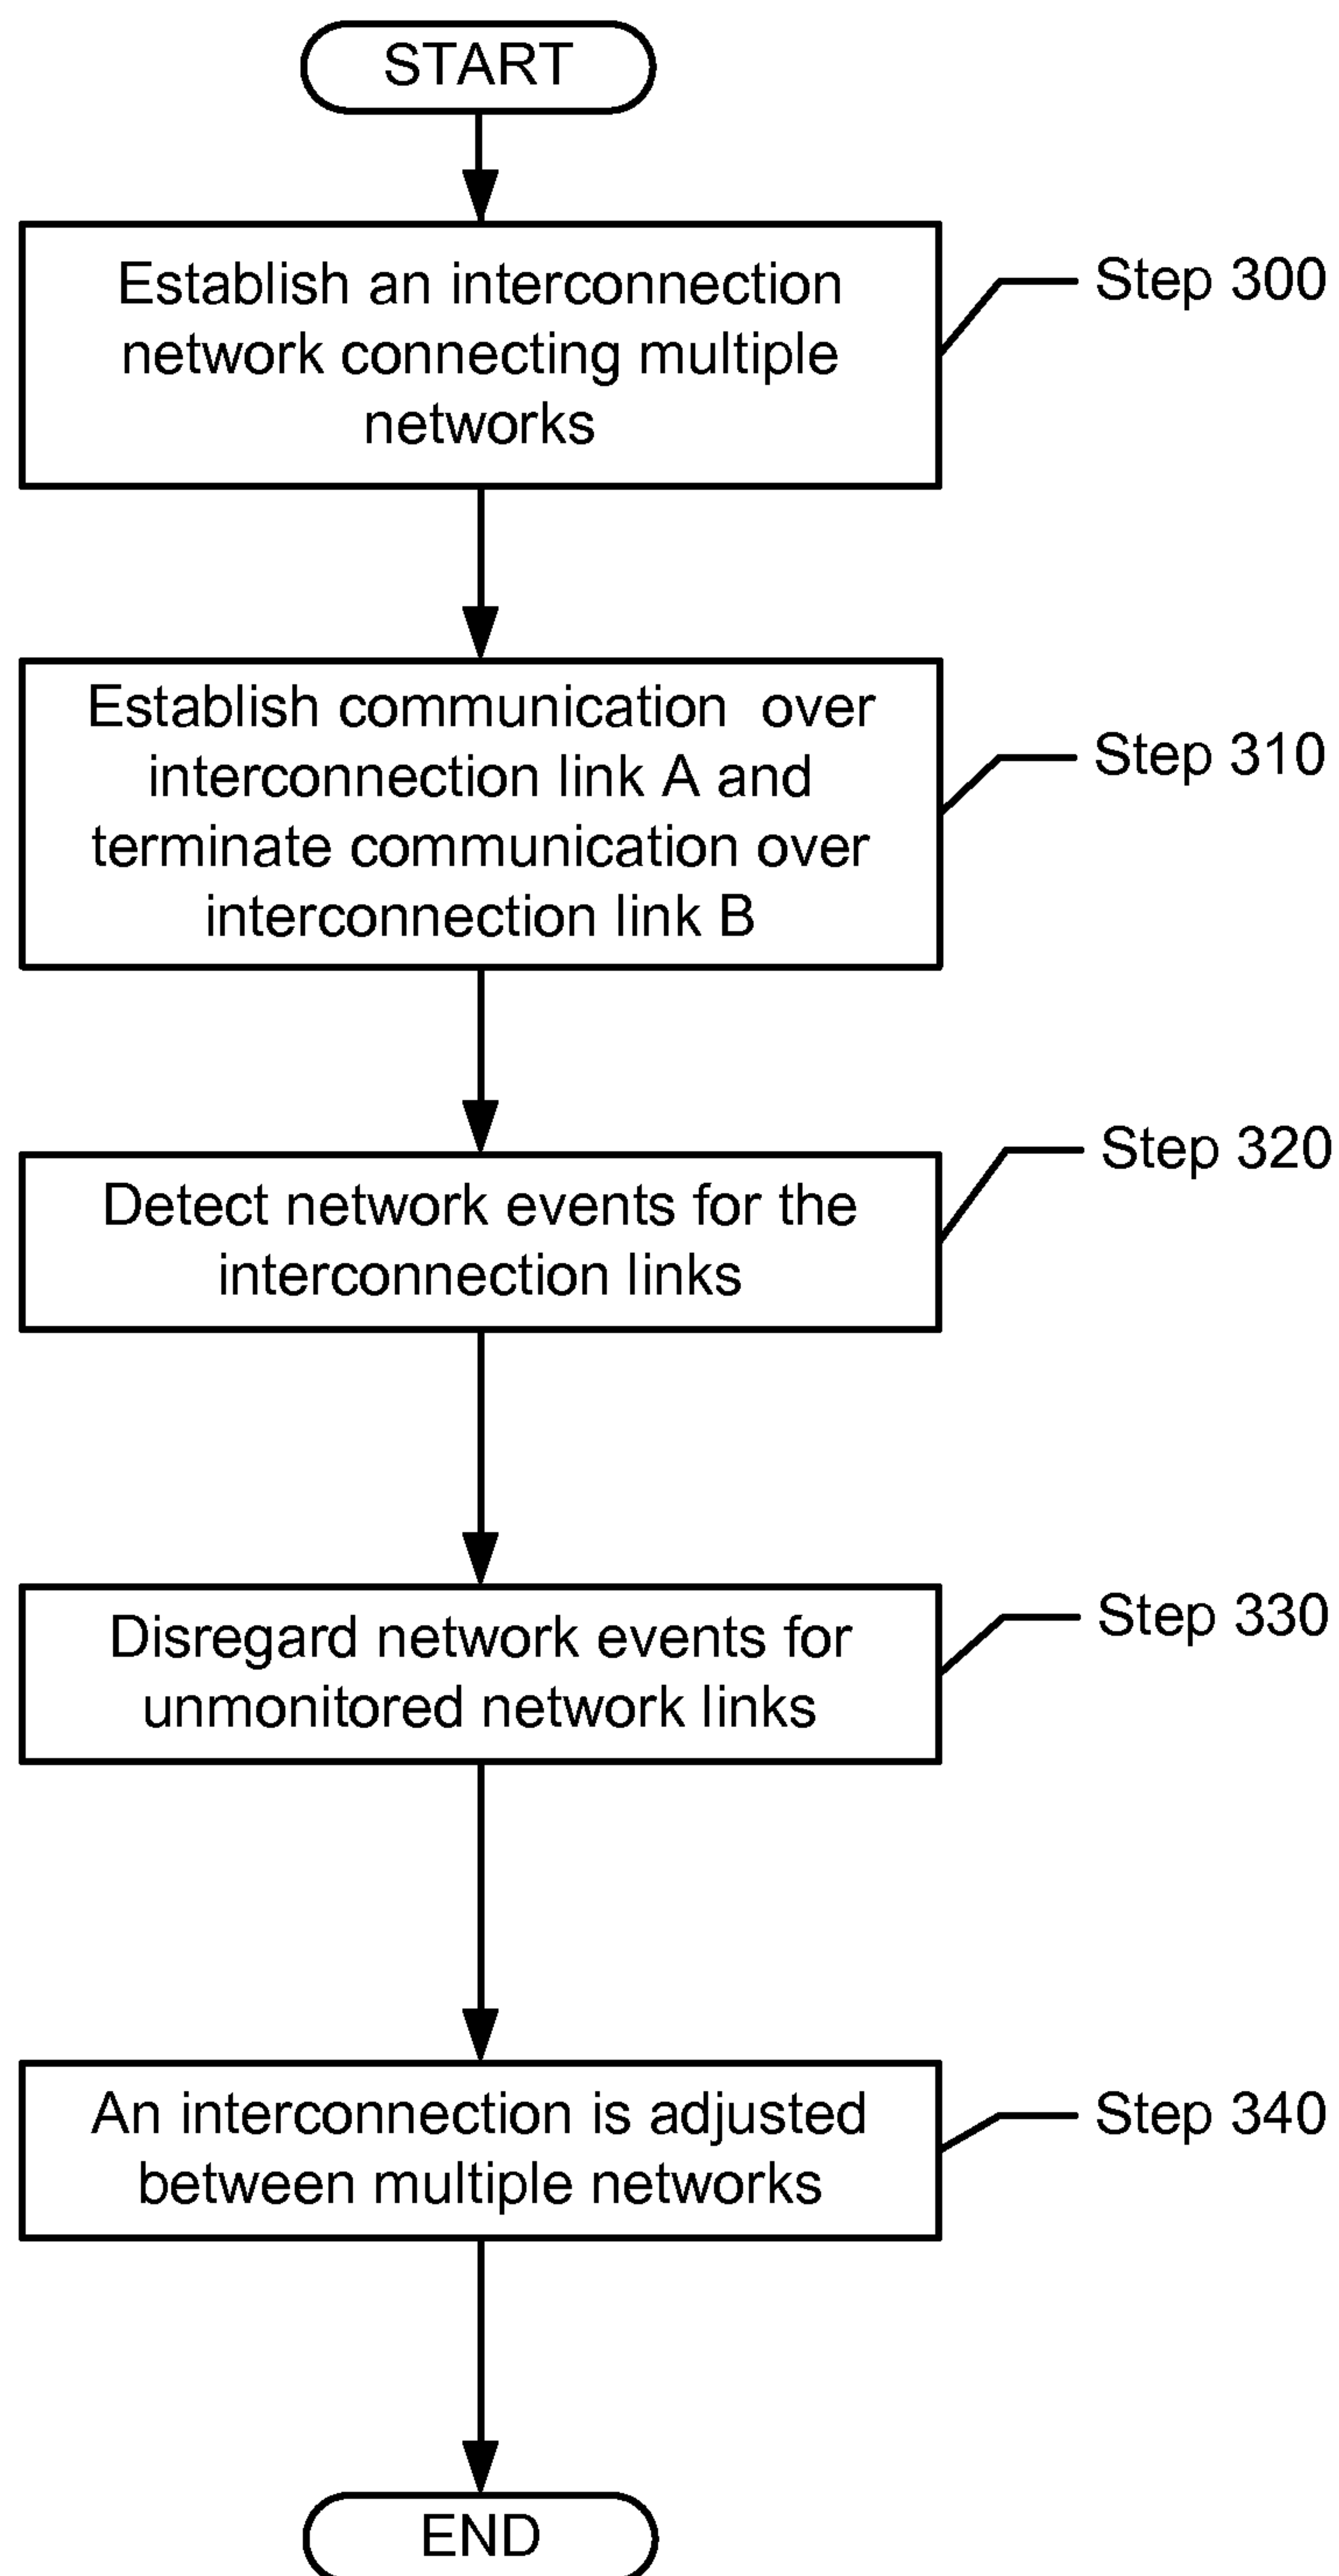 START
Establish an interconnection
network connecting multiple
networks
Step 300
Establish communication  over
interconnection link A and
terminate communication over
interconnection link B
Step 310
Detect network events for the
interconnection links
Step 320
Disregard network events for
unmonitored network links
Step 330
An interconnection is adjusted
between multiple networks
Step 340
END